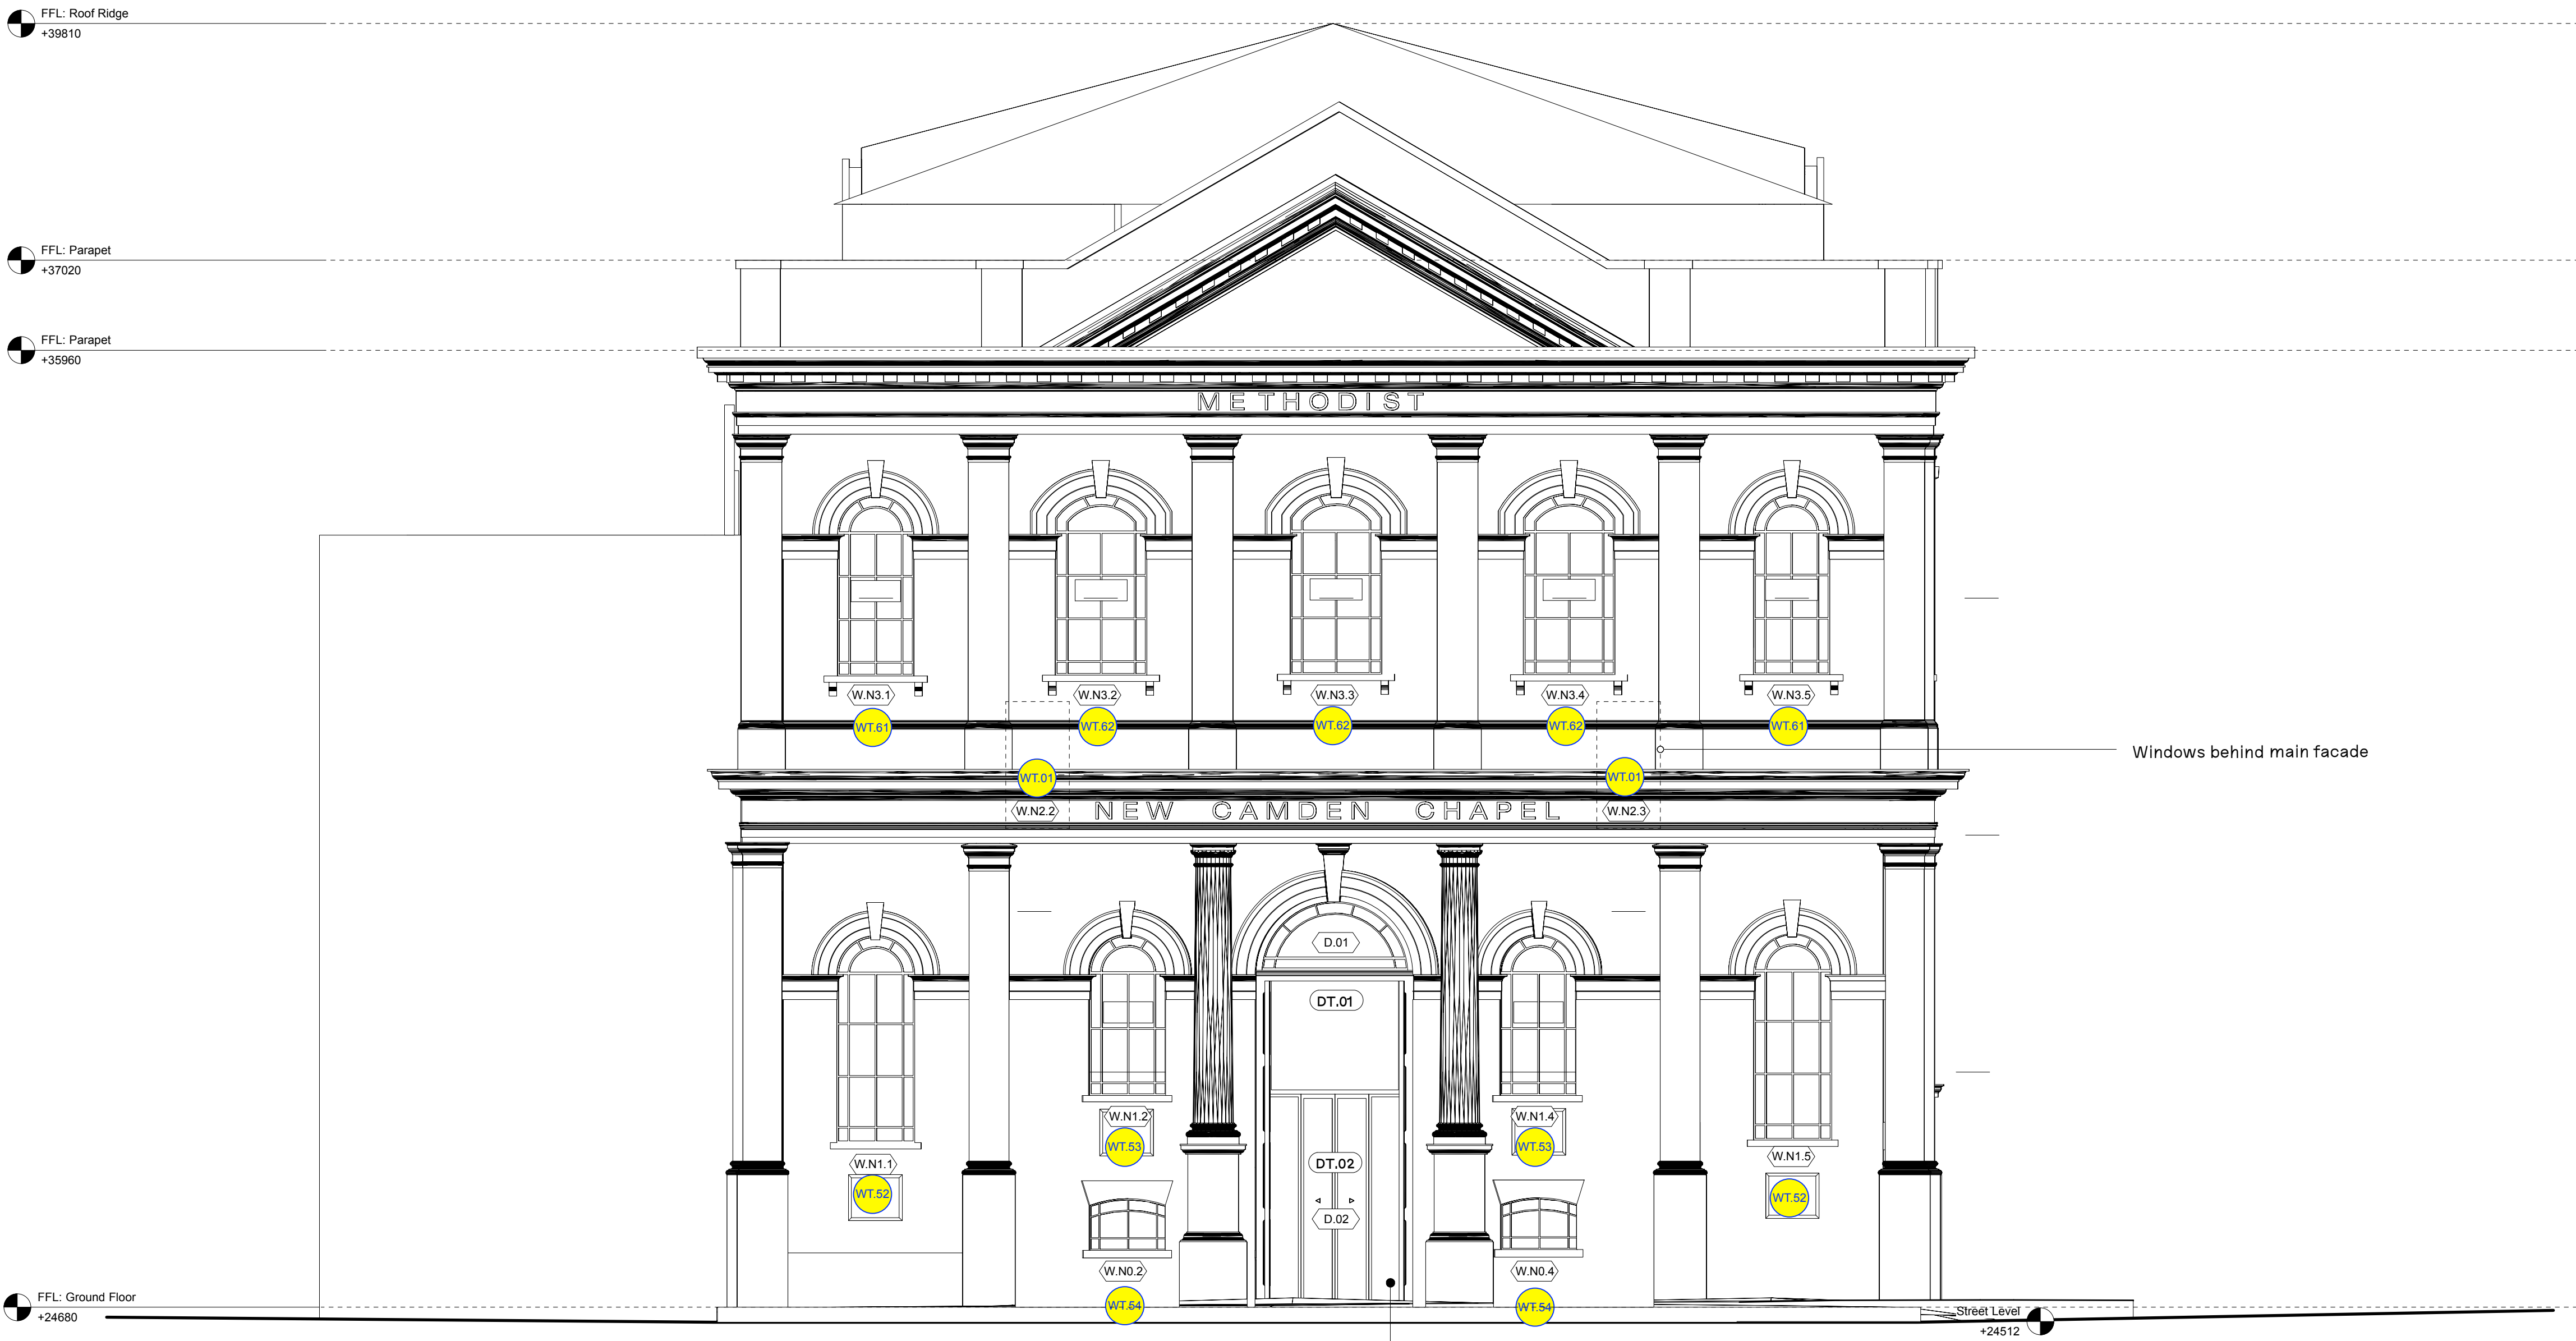 FFL: Roof Ridge
+39810
FFL: Parapet
+37020
FFL: Parapet
+35960
METHODIST
W.N3.1 W.N3.2 W.N3.3 W.N3.4 W.N3.5
WT.61 WT.62 WT.62 WT.62 WT.61
Windows behind main facade
WT.01 WT.01
W.N2.2 NEW CAMDEN CHAPEL W.N2.3
D.01
DT.01
W.N1.2 W.N1.4
WT.53 WT.53
W.N1.1 DT.02 W.N1.5
WT.52 WT.52
D.02
W.N0.2 W.N0.4
FFL: Ground Floor
+24680
WT.54 WT.54
Street Level
+24512